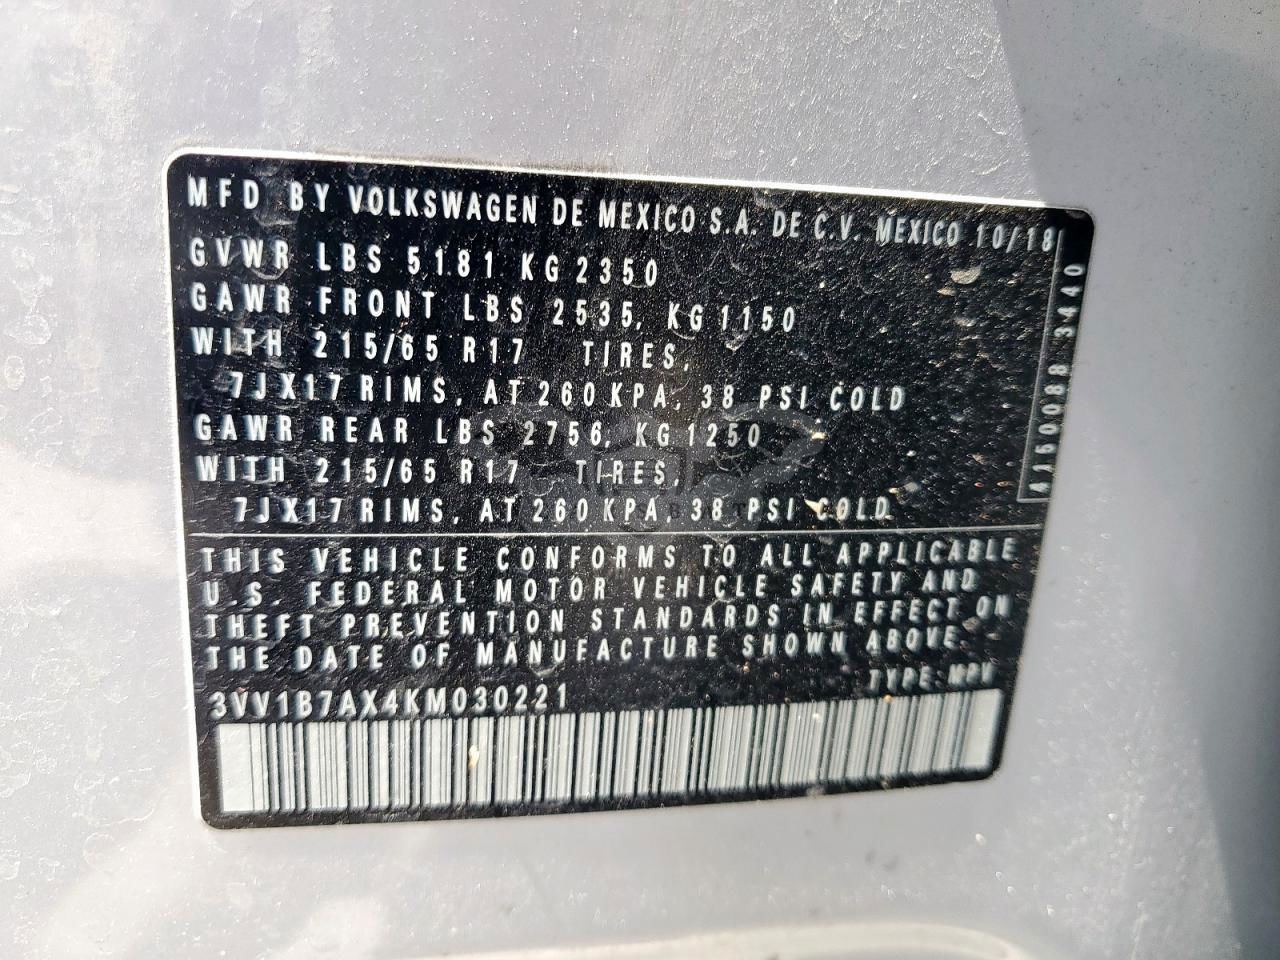 MFD BY VOLKSWAGEN DE MEXICO S.A. DE C.V. MEXICO 10/18
GVWR LBS 5181 KG 2350
GAWR FRONT LBS 2535, KG 1150
WITH 215/65 R17 TIRES,
7JX17 RIMS, AT 260 KPA, 38 PSI COLD
GAWR REAR LBS 2756, KG 1250
WITH 215/65 R17 TIRES,
7JX17 RIMS, AT 260 KPA, 38 PSI COLD
THIS VEHICLE CONFORMS TO ALL APPLICABLE
U.S. FEDERAL MOTOR VEHICLE SAFETY AND
THEFT PREVENTION STANDARDS IN EFFECT ON
THE DATE OF MANUFACTURE SHOWN ABOVE.
TYPE: MPV
3VV1B7AX4KM030221